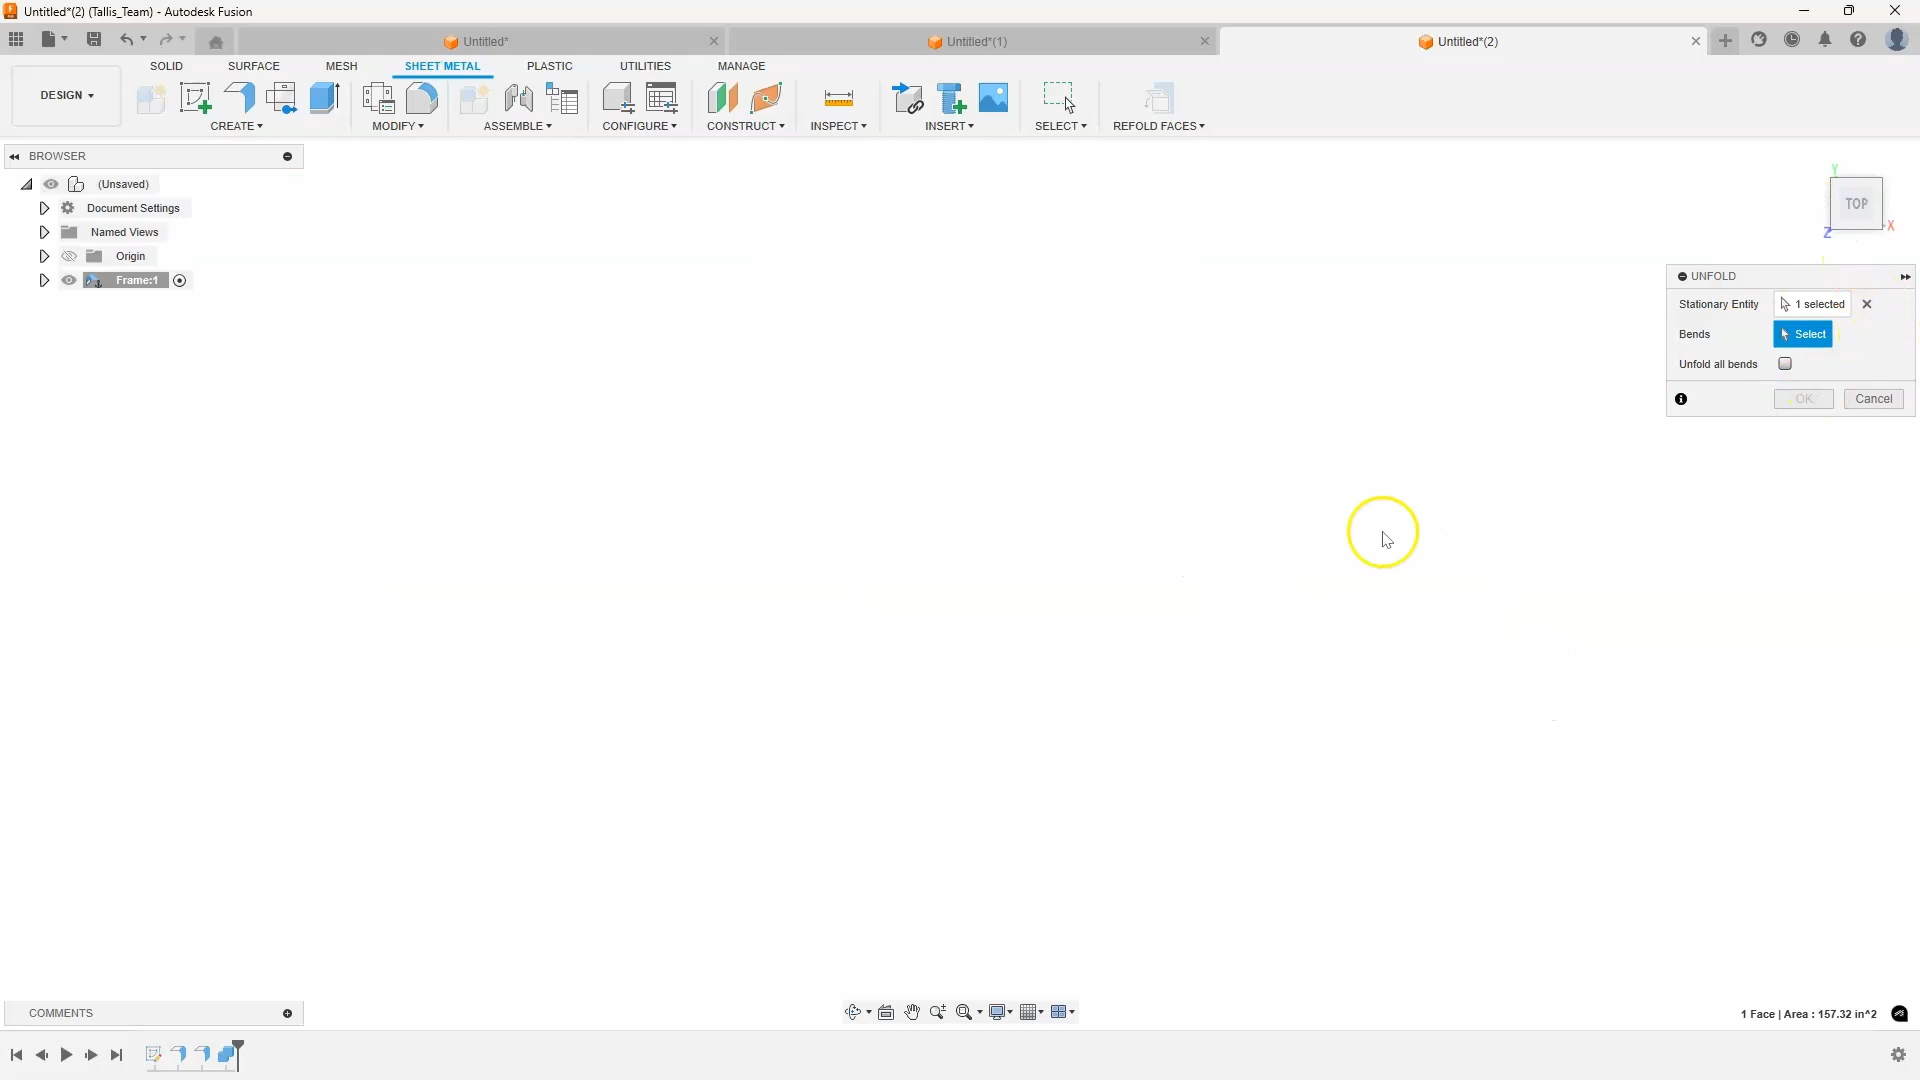 Untitled*(2) (Tallis_Team) - Autodesk Fusion
Untitled*
Untitled*(1)
Untitled*(2)
DESIGN
SOLID
SURFACE
MESH
SHEET METAL
PLASTIC
UTILITIES
MANAGE
CREATE
MODIFY
ASSEMBLE
CONFIGURE
CONSTRUCT
INSPECT
INSERT
SELECT
REFOLD FACES
BROWSER
(Unsaved)
Document Settings
Named Views
Origin
Frame:1
Y
TOP
X
Z
UNFOLD
Stationary Entity 1 selected
Bends Select
Unfold all bends
OK Cancel
COMMENTS
1 Face | Area : 157.32 in^2